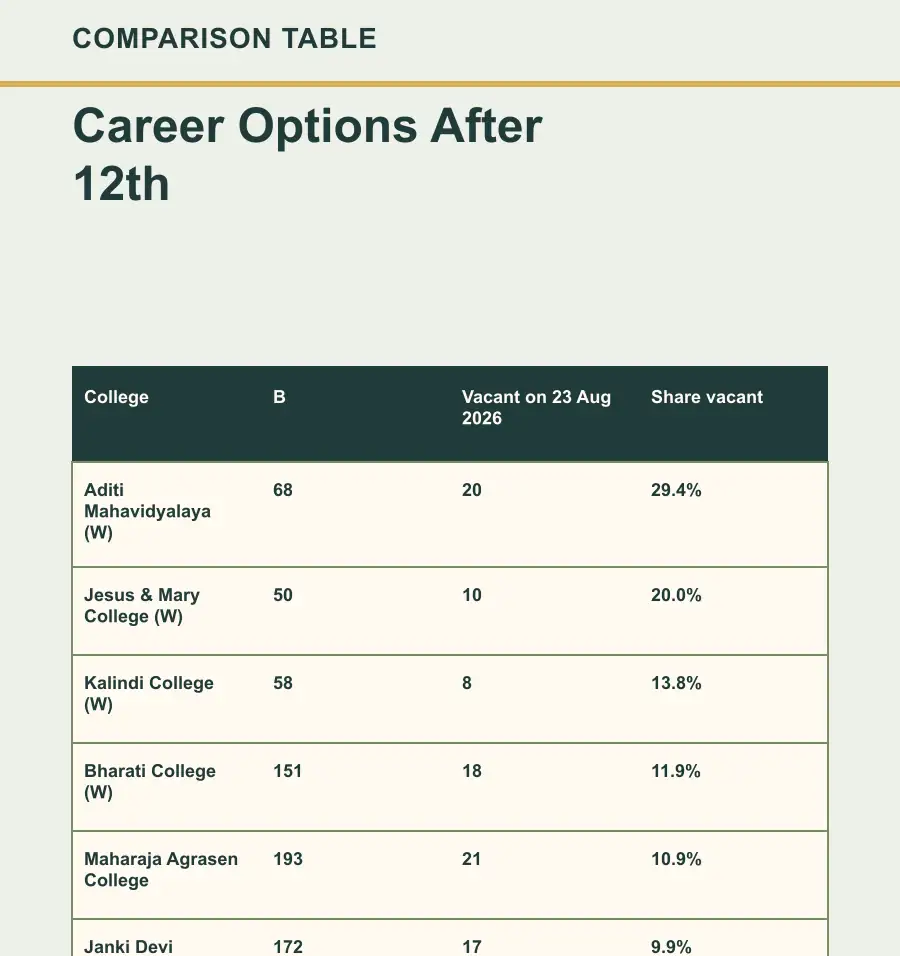 COMPARISON TABLE
Career Options After
12th
College B Vacant on 23 Aug Share vacant
2026
Aditi 68 20 29.4%
Mahavidyalaya
(W)
Jesus & Mary 50 10 20.0%
College (W)
Kalindi College 58 8 13.8%
(W)
Bharati College 151 18 11.9%
(W)
Maharaja Agrasen 193 21 10.9%
College
Janki Devi 172 17 9.9%